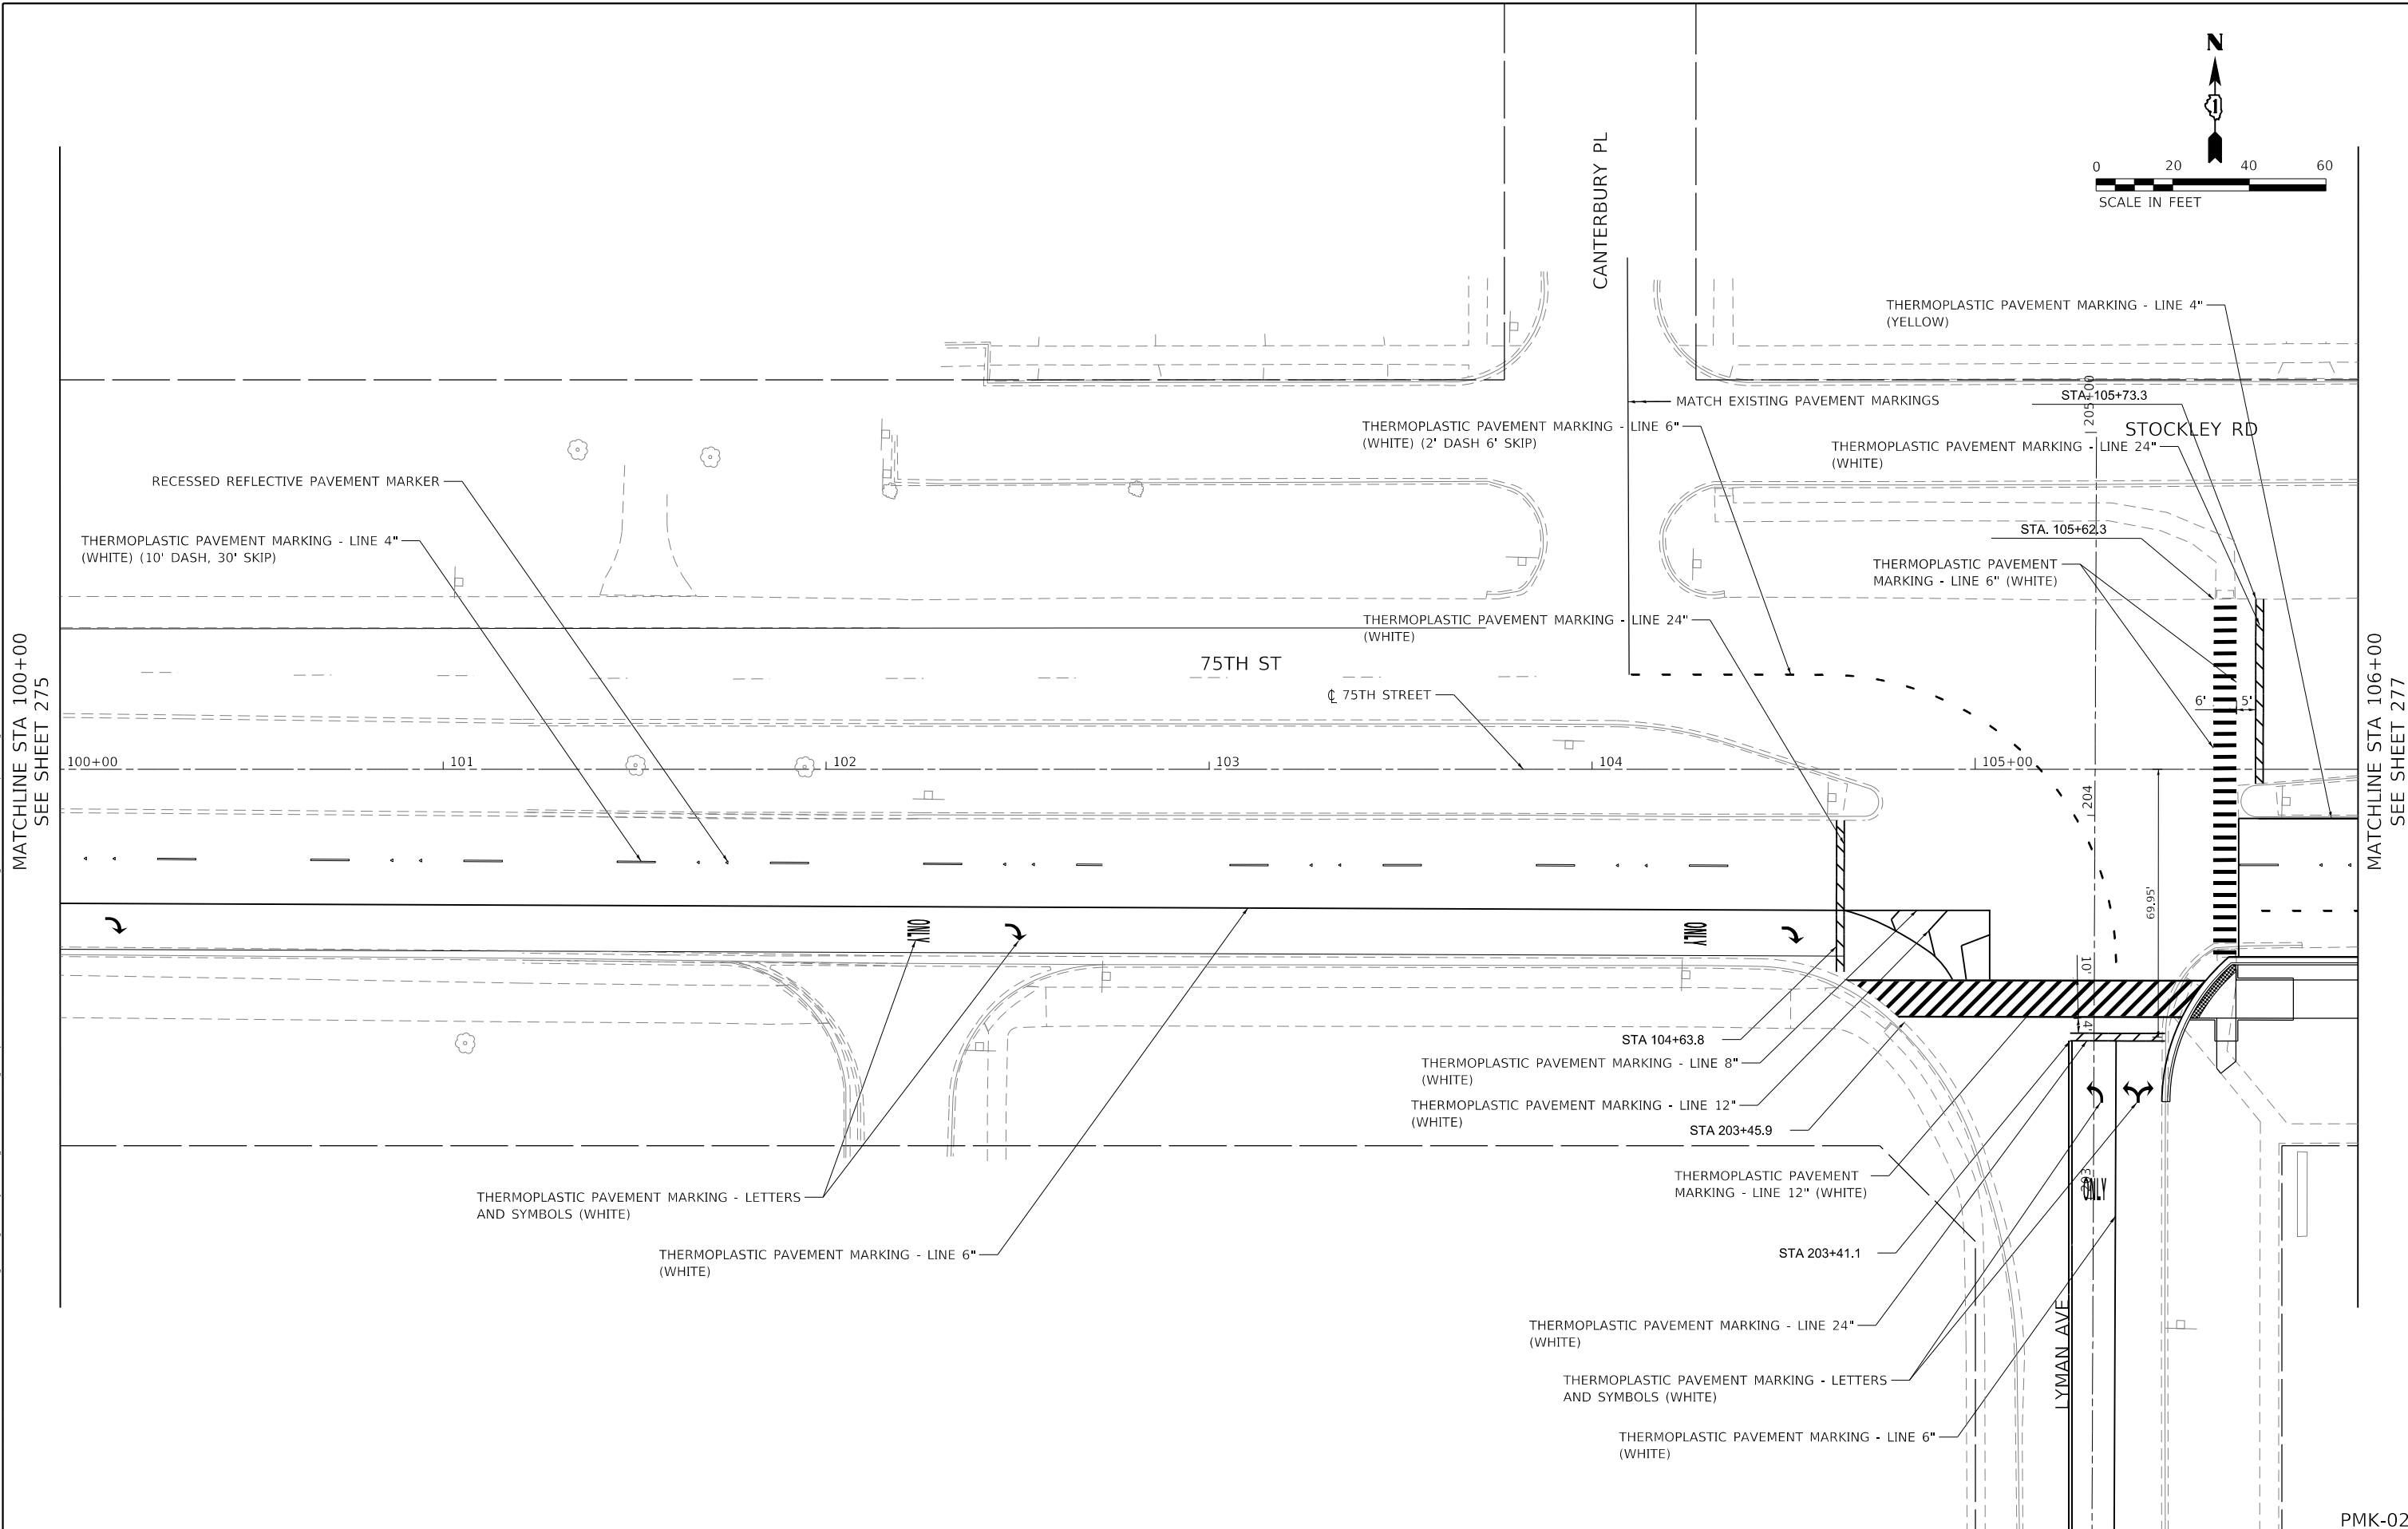 N
1
0 20 40 60
SCALE IN FEET
CANTERBURY PL
THERMOPLASTIC PAVEMENT MARKING - LINE 4"
(YELLOW)
MATCH EXISTING PAVEMENT MARKINGS
205+00
STA. 105+73.3
THERMOPLASTIC PAVEMENT MARKING - LINE 6"
(WHITE) (2' DASH 6' SKIP)
STOCKLEY RD
THERMOPLASTIC PAVEMENT MARKING - LINE 24"
(WHITE)
RECESSED REFLECTIVE PAVEMENT MARKER
THERMOPLASTIC PAVEMENT MARKING - LINE 4"
(WHITE) (10' DASH, 30' SKIP)
STA. 105+62.3
THERMOPLASTIC PAVEMENT
MARKING - LINE 6" (WHITE)
THERMOPLASTIC PAVEMENT MARKING - LINE 24"
(WHITE)
75TH ST
℄ 75TH STREET
6' 5'
MATCHLINE STA 100+00
SEE SHEET 275
MATCHLINE STA 106+00
SEE SHEET 277
100+00 101 102 103 104 105+00
204
69.95'
ONLY
ONLY
10'
4'
STA 104+63.8
THERMOPLASTIC PAVEMENT MARKING - LINE 8"
(WHITE)
THERMOPLASTIC PAVEMENT MARKING - LINE 12"
(WHITE)
STA 203+45.9
THERMOPLASTIC PAVEMENT
MARKING - LINE 12" (WHITE)
203
ONLY
THERMOPLASTIC PAVEMENT MARKING - LETTERS
AND SYMBOLS (WHITE)
THERMOPLASTIC PAVEMENT MARKING - LINE 6"
(WHITE)
STA 203+41.1
THERMOPLASTIC PAVEMENT MARKING - LINE 24"
(WHITE)
LYMAN AVE
THERMOPLASTIC PAVEMENT MARKING - LETTERS
AND SYMBOLS (WHITE)
THERMOPLASTIC PAVEMENT MARKING - LINE 6"
(WHITE)
PMK-02